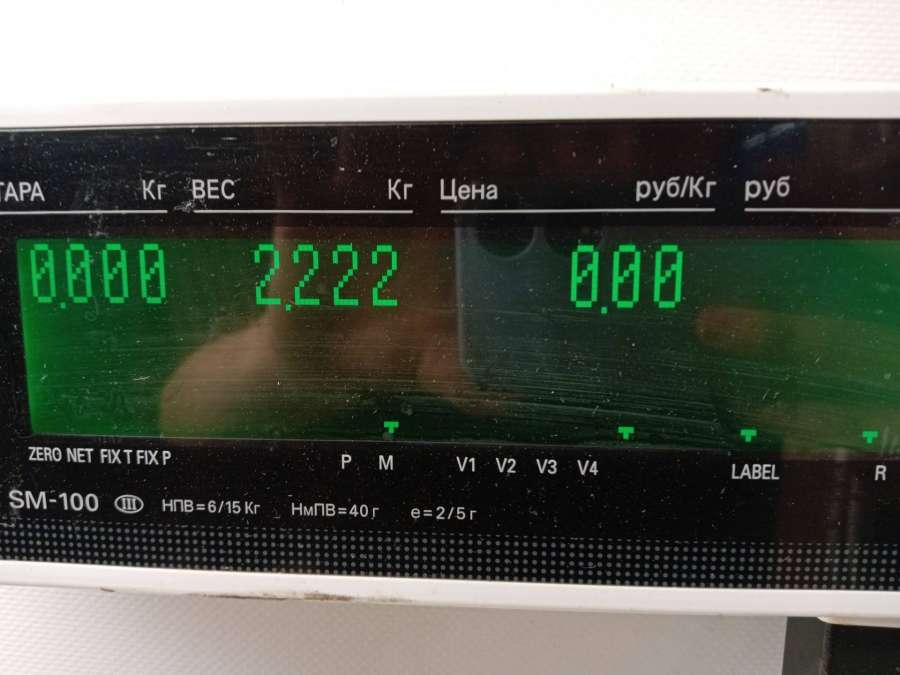 ТАРА Кг ВЕС Кг Цена руб/Кг руб
0.000 2.222 0.00
ZERO NET FIX T FIX P P M V1 V2 V3 V4 LABEL R
SM-100 III НПВ=6/15 Кг НмПВ=40 г e=2/5 г